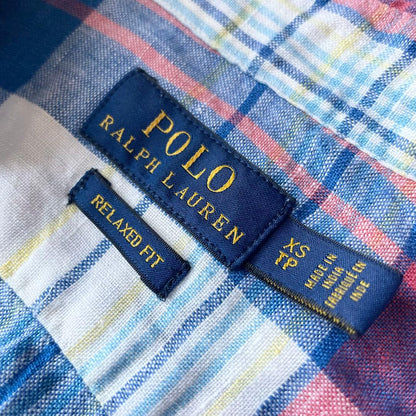 POLO
RALPH LAUREN
RELAXED FIT
XS
TP
MADE IN
INDIA
FABRIQUÉ EN
INDE